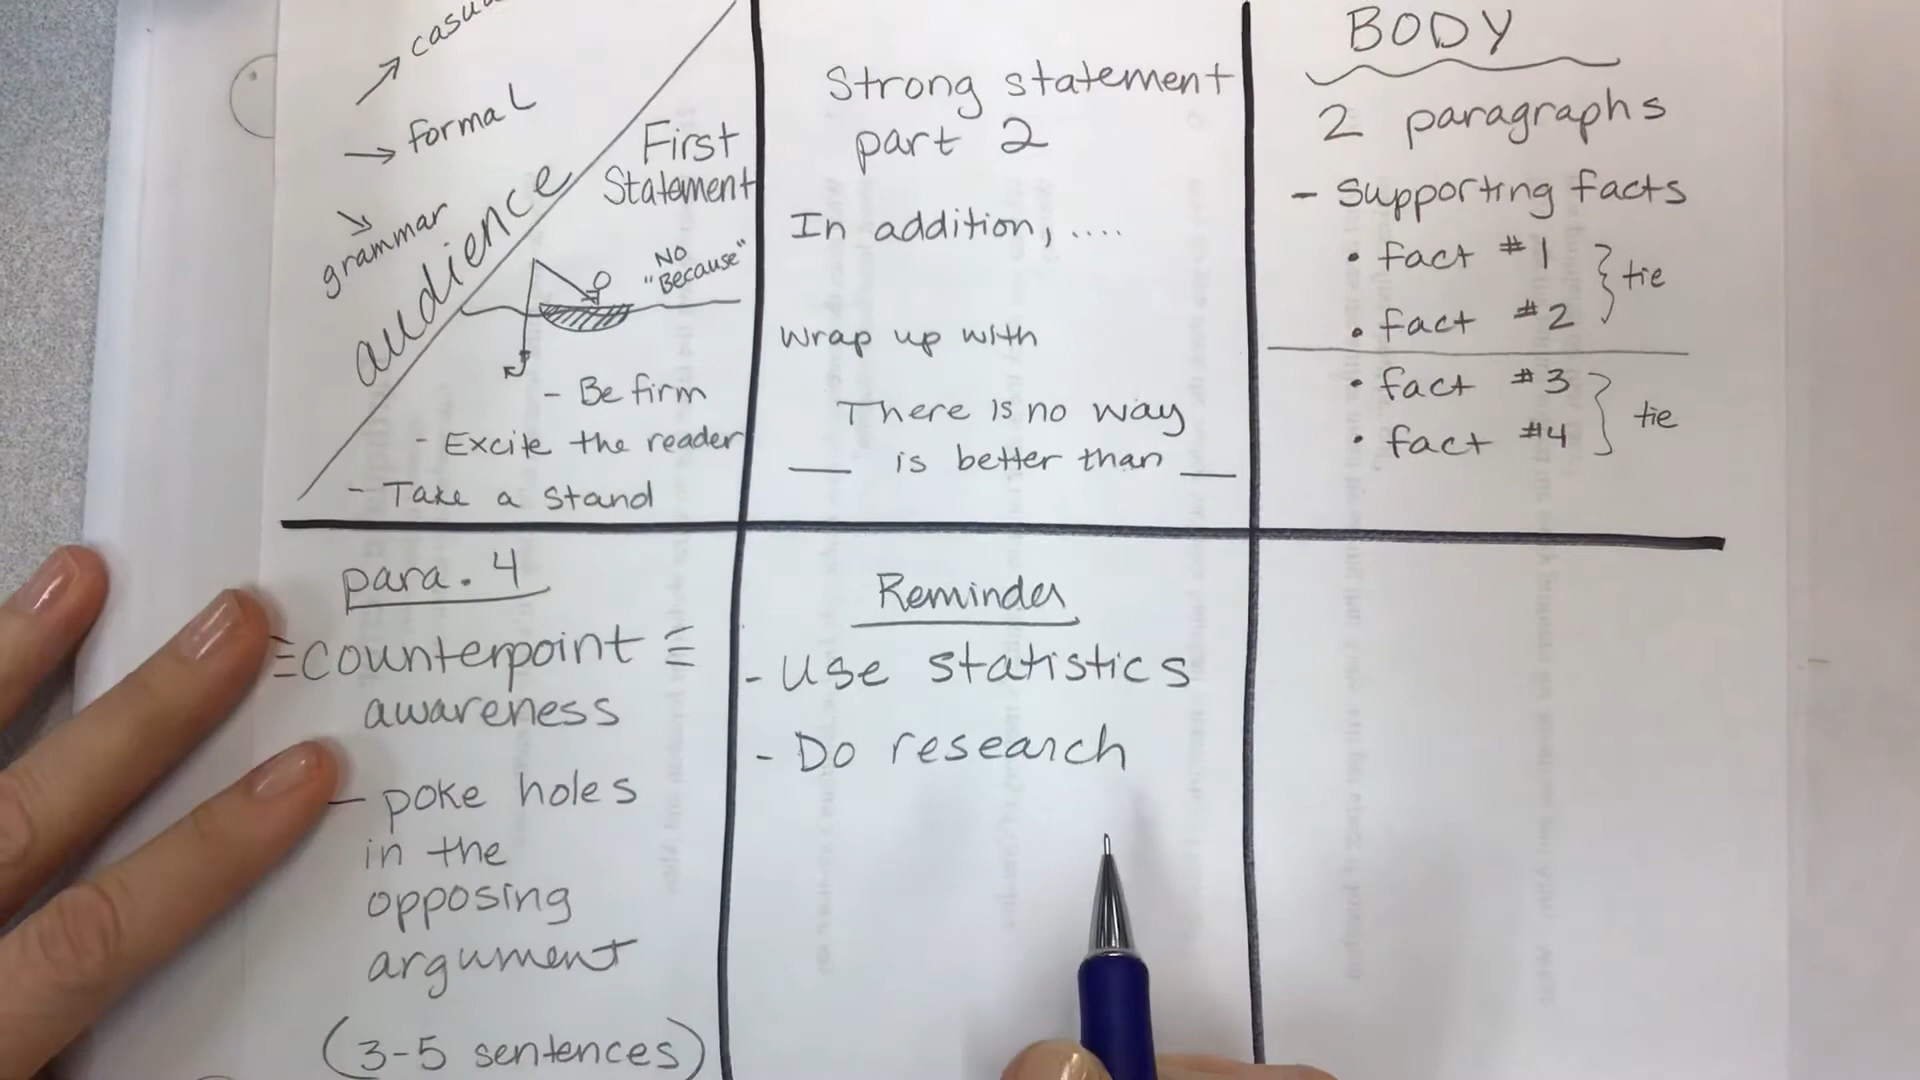 casua
formal
grammar
audience
First
Statement
NO
"Because"
- Be firm
- Excite the reader
- Take a stand
Strong statement
part 2
In addition, ....
Wrap up with
There is no way
___ is better than ___
BODY
2 paragraphs
- Supporting facts
• fact #1
• fact #2
tie
• fact #3
• fact #4
tie
para. 4
counterpoint
awareness
- poke holes
in the
opposing
argument
(3-5 sentences)
Reminder
- Use statistics
- Do research